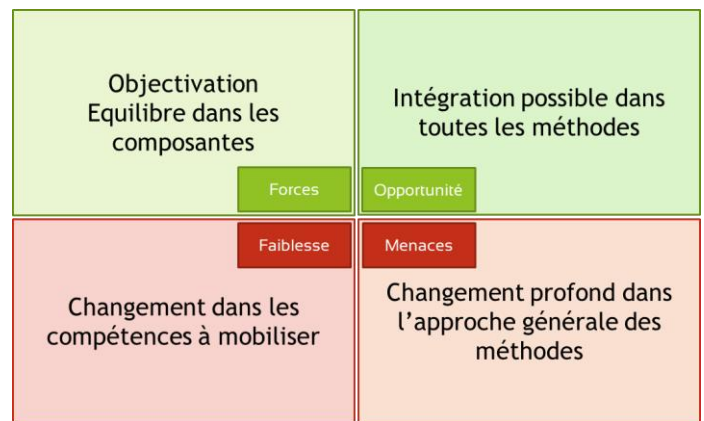 Objectivation
Equilibre dans les
composantes
Forces
Intégration possible dans
toutes les méthodes
Opportunité
Faiblesse
Changement dans les
compétences à mobiliser
Menaces
Changement profond dans
l'approche générale des
méthodes